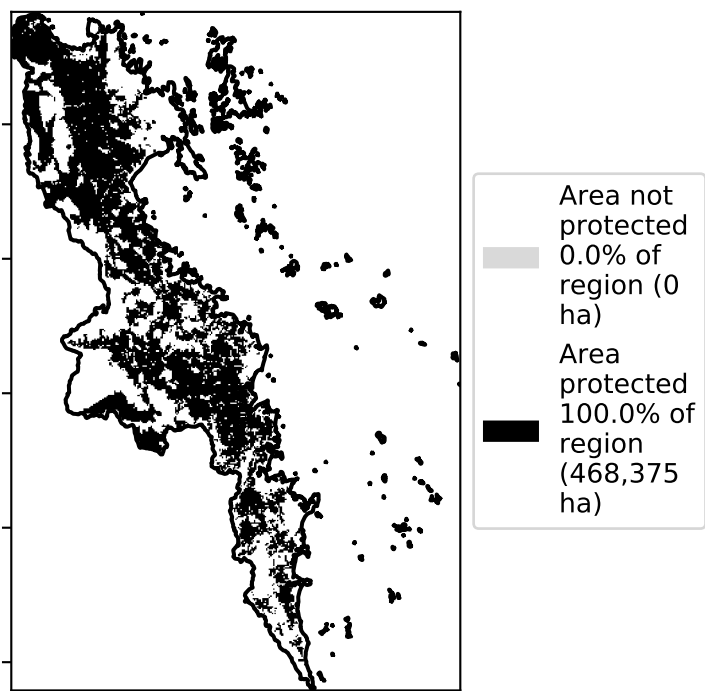 Area not
protected
0.0% of
region (0
ha)
Area
protected
100.0% of
region
(468,375
ha)